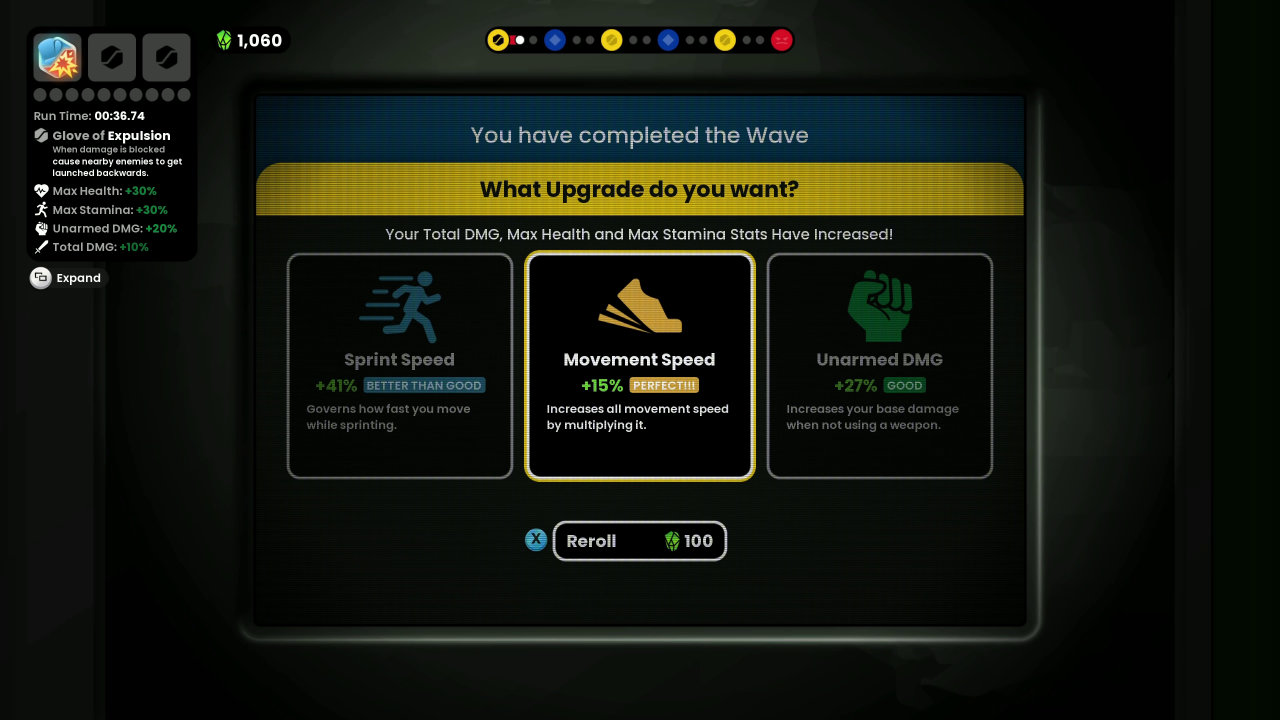 1,060
Run Time: 00:36.74
Glove of Expulsion
When damage is blocked
cause nearby enemies to get
launched backwards.
Max Health: +30%
Max Stamina: +30%
Unarmed DMG: +20%
Total DMG: +10%
Expand
You have completed the Wave
What Upgrade do you want?
Your Total DMG, Max Health and Max Stamina Stats Have Increased!
Sprint Speed
+41% BETTER THAN GOOD
Governs how fast you move
while sprinting.
Movement Speed
+15% PERFECT!!!
Increases all movement speed
by multiplying it.
Unarmed DMG
+27% GOOD
Increases your base damage
when not using a weapon.
X Reroll 100